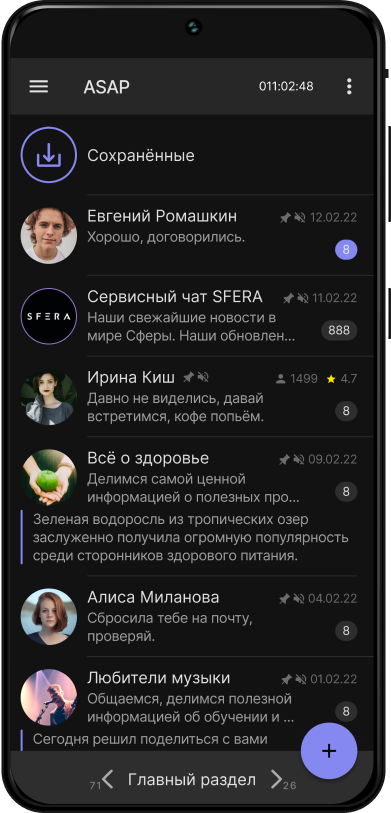 ASAP 011:02:48
Сохранённые
Евгений Ромашкин 12.02.22
Хорошо, договорились.
8
Сервисный чат SFERA 11.02.22
SFERA
Наши свежайшие новости в
мире Сферы. Наши обновлен...
888
Ирина Киш 1499 4.7
Давно не виделись, давай
встретимся, кофе попьём.
8
Всё о здоровье 09.02.22
Делимся самой ценной
информацией о полезных про...
8
Зеленая водоросль из тропических озер
заслуженно получила огромную популярность
среди сторонников здорового питания.
Алиса Миланова 04.02.22
Сбросила тебе на почту,
проверяй.
8
Любители музыки 01.02.22
Общаемся, делимся полезной
информацией об обучении и ...
8
Сегодня решил поделиться с вами
+
71 Главный раздел 26